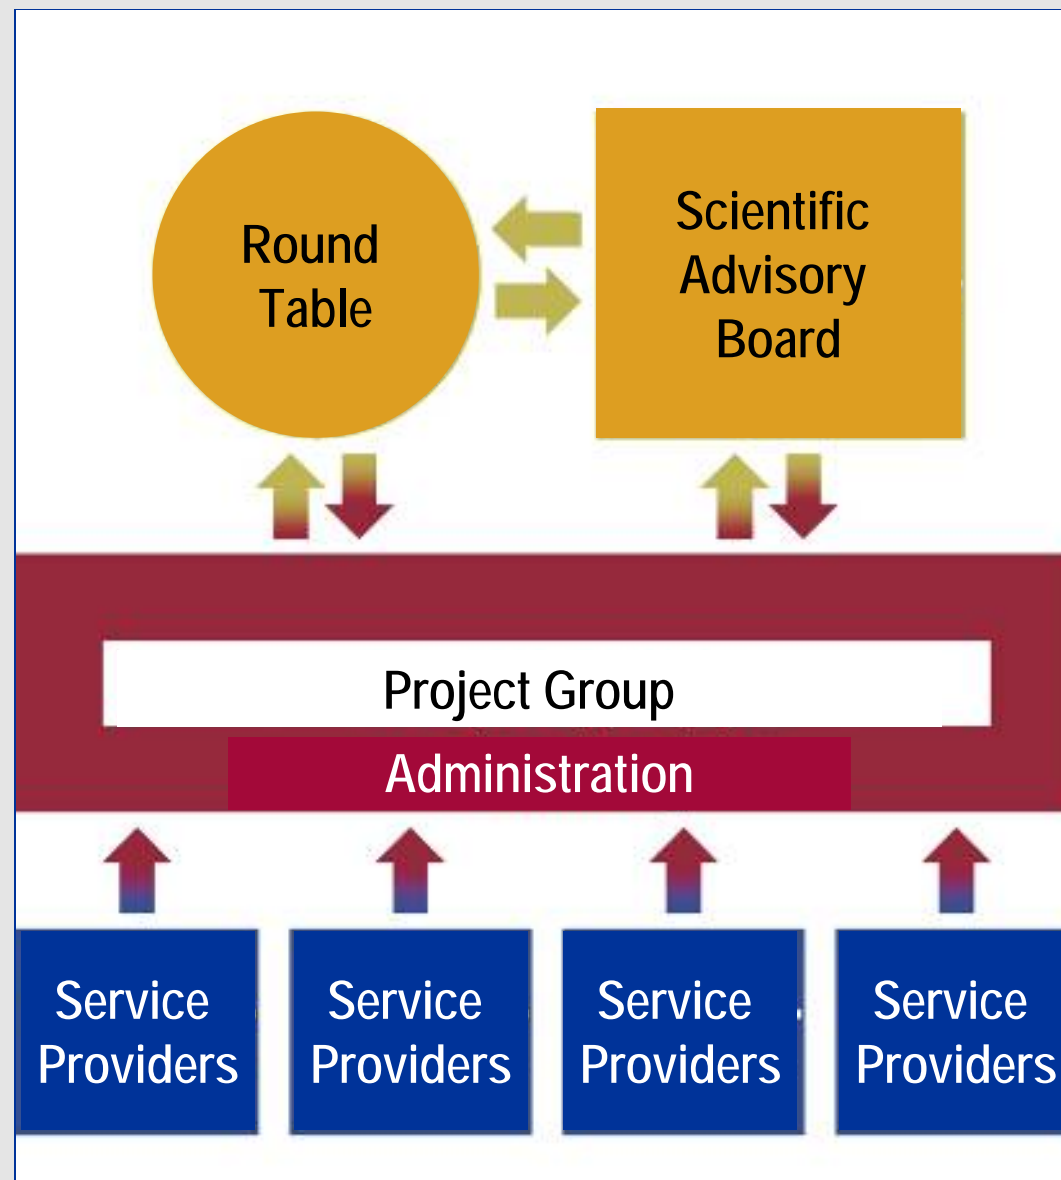 Round
Table
Scientific
Advisory
Board
Project Group
Administration
Service
Providers
Service
Providers
Service
Providers
Service
Providers